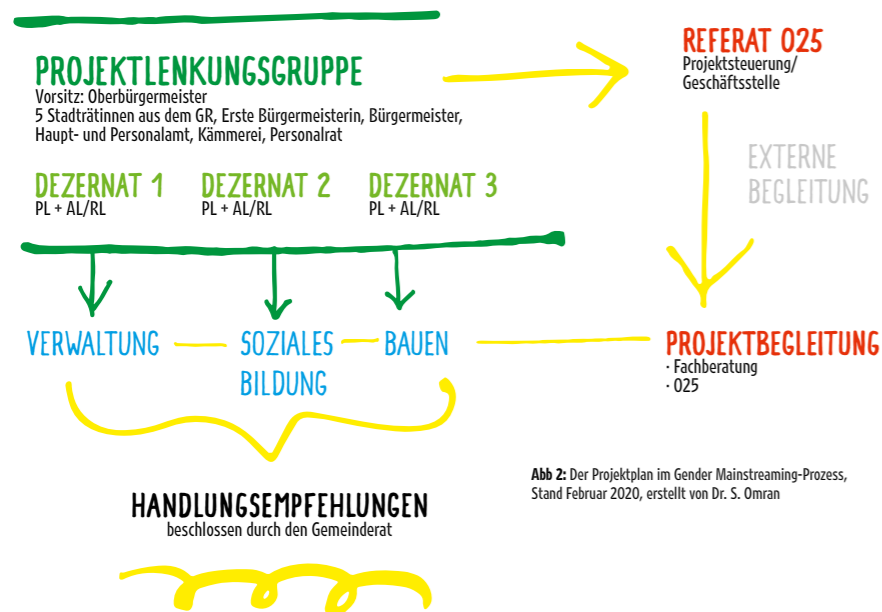 PROJEKTLENKUNGSGRUPPE
Vorsitz: Oberbürgermeister
5 Stadträtinnen aus dem GR, Erste Bürgermeisterin, Bürgermeister,
Haupt- und Personalamt, Kämmerei, Personalrat
REFERAT 025
Projektsteuerung/
Geschäftsstelle
EXTERNE
BEGLEITUNG
DEZERNAT 1
PL + AL/RL
DEZERNAT 2
PL + AL/RL
DEZERNAT 3
PL + AL/RL
VERWALTUNG
SOZIALES
BILDUNG
BAUEN
PROJEKTBEGLEITUNG
· Fachberatung
· 025
HANDLUNGSEMPFEHLUNGEN
beschlossen durch den Gemeinderat
Abb 2: Der Projektplan im Gender Mainstreaming-Prozess,
Stand Februar 2020, erstellt von Dr. S. Omran